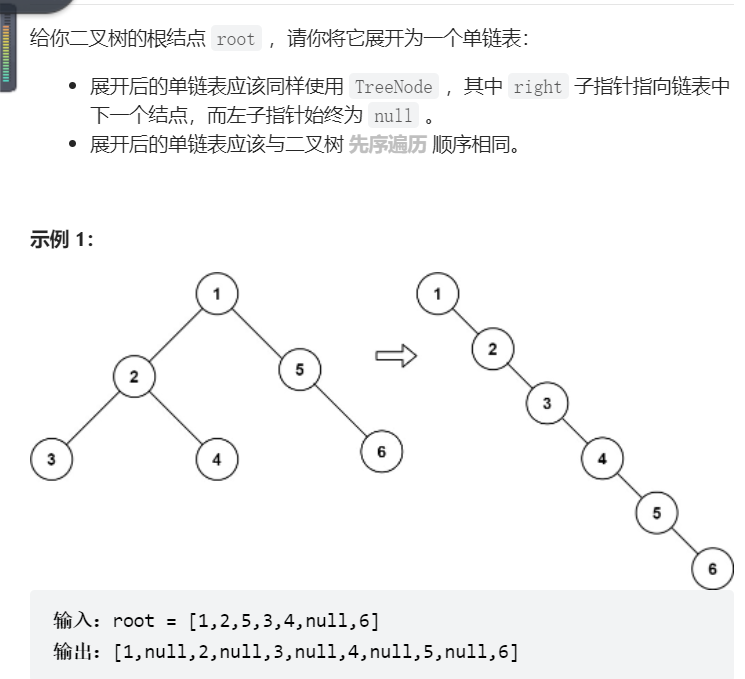 给你二叉树的根结点 root ，请你将它展开为一个单链表：
展开后的单链表应该同样使用 TreeNode ，其中 right 子指针指向链表中
下一个结点，而左子指针始终为 null 。
展开后的单链表应该与二叉树 先序遍历 顺序相同。
示例 1：
1 1
2 5 2
3 4 6 3
4
5
6
输入：root = [1,2,5,3,4,null,6]
输出：[1,null,2,null,3,null,4,null,5,null,6]